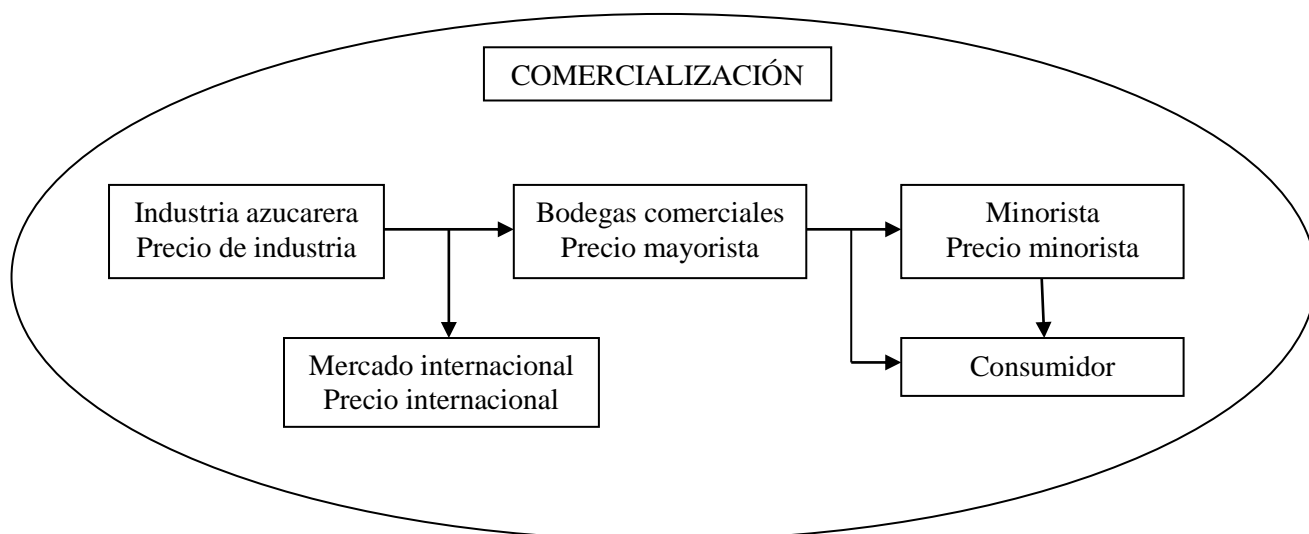 COMERCIALIZACIÓN
Industria azucarera
Precio de industria
Bodegas comerciales
Precio mayorista
Minorista
Precio minorista
Mercado internacional
Precio internacional
Consumidor